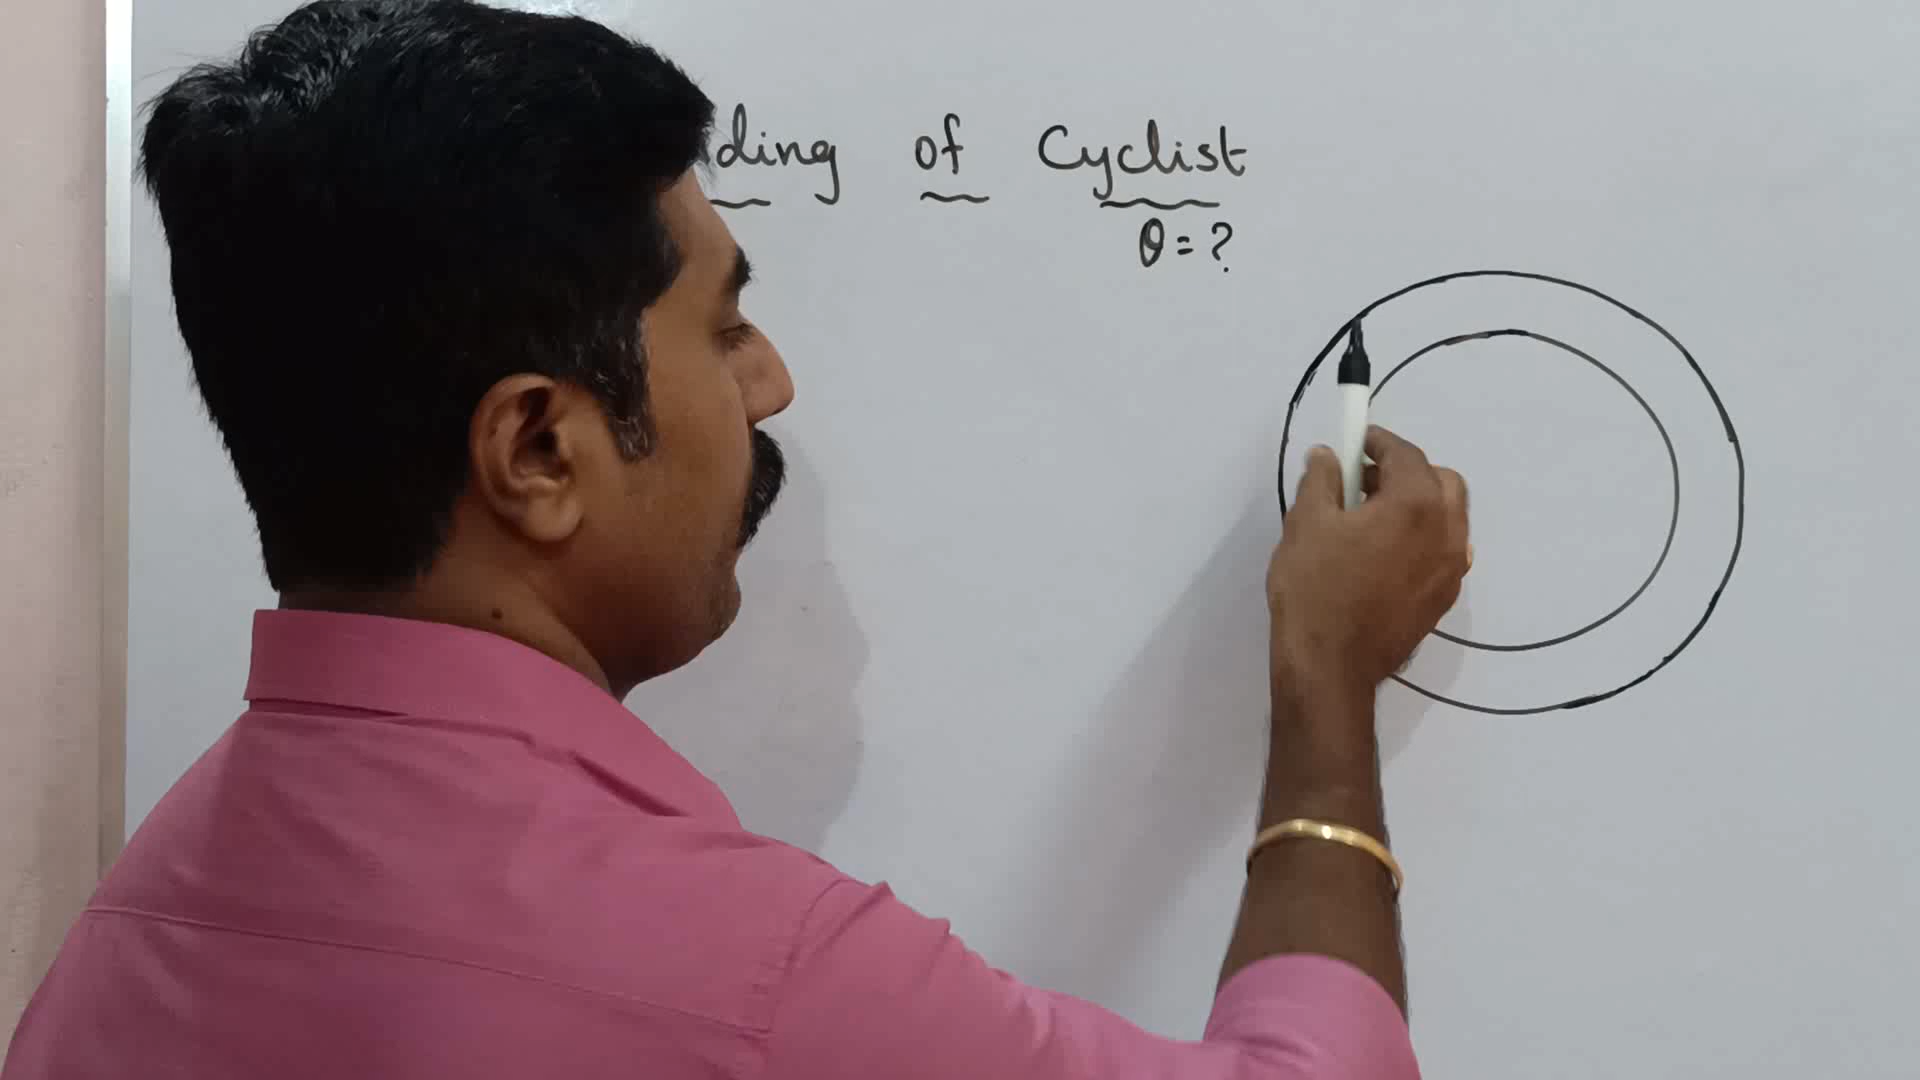 ding of Cyclist
θ = ?